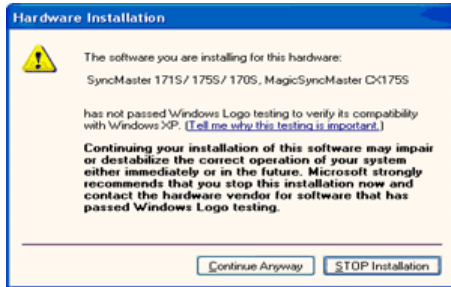 Hardware Installation
The software you are installing for this hardware:
SyncMaster 171S/ 175S/ 170S, MagicSyncMaster CX175S
has not passed Windows Logo testing to verify its compatibility
with Windows XP. (Tell me why this testing is important.)
Continuing your installation of this software may impair
or destabilize the correct operation of your system
either immediately or in the future. Microsoft strongly
recommends that you stop this installation now and
contact the hardware vendor for software that has
passed Windows Logo testing.
Continue Anyway STOP Installation